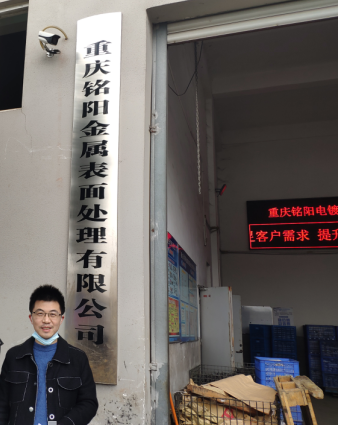 重庆铭阳金属表面处理有限公司
重庆铭阳电镀
客户需求 提升